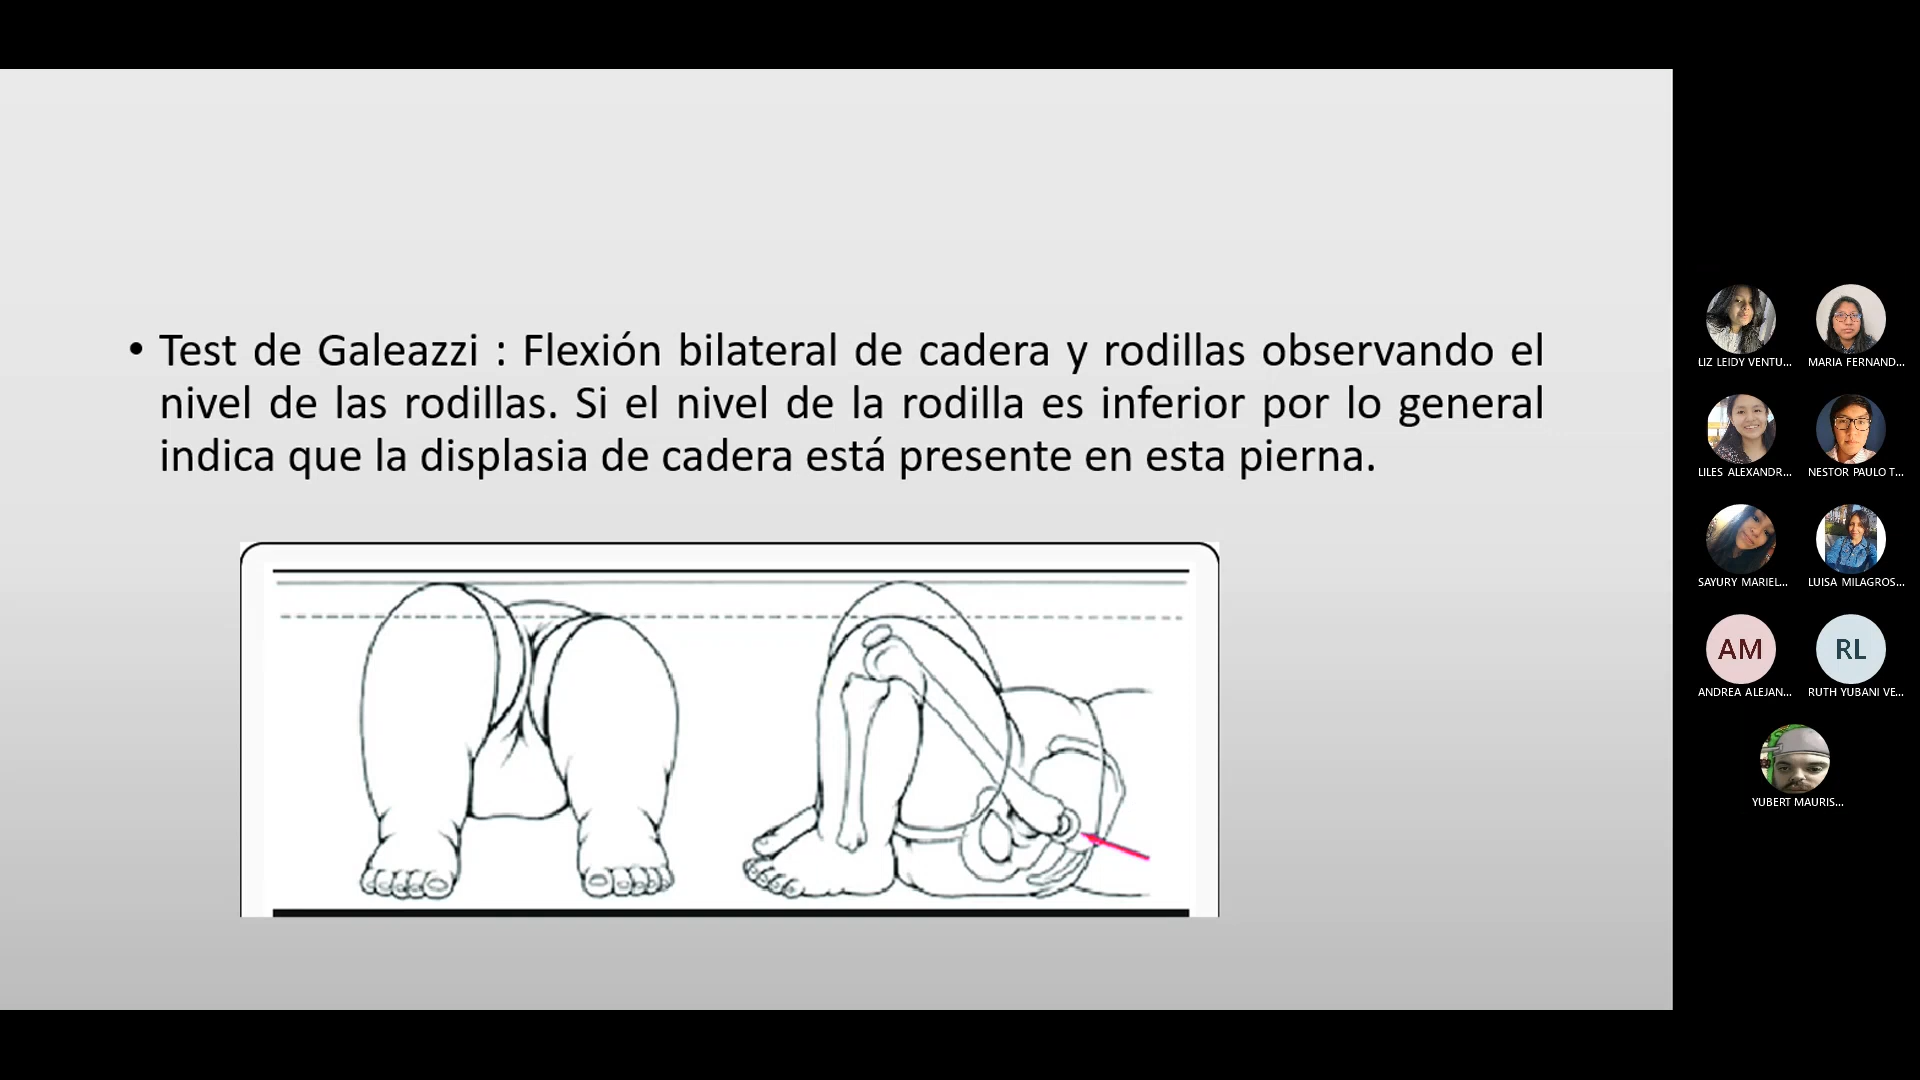 • Test de Galeazzi : Flexión bilateral de cadera y rodillas observando el
nivel de las rodillas. Si el nivel de la rodilla es inferior por lo general
indica que la displasia de cadera está presente en esta pierna.
LIZ LEIDY VENTU...
MARIA FERNAND...
LILES ALEXANDR...
NESTOR PAULO T...
SAYURY MARIEL...
LUISA MILAGROS...
AM
RL
ANDREA ALEJAN...
RUTH YUBANI VE...
YUBERT MAURIS...